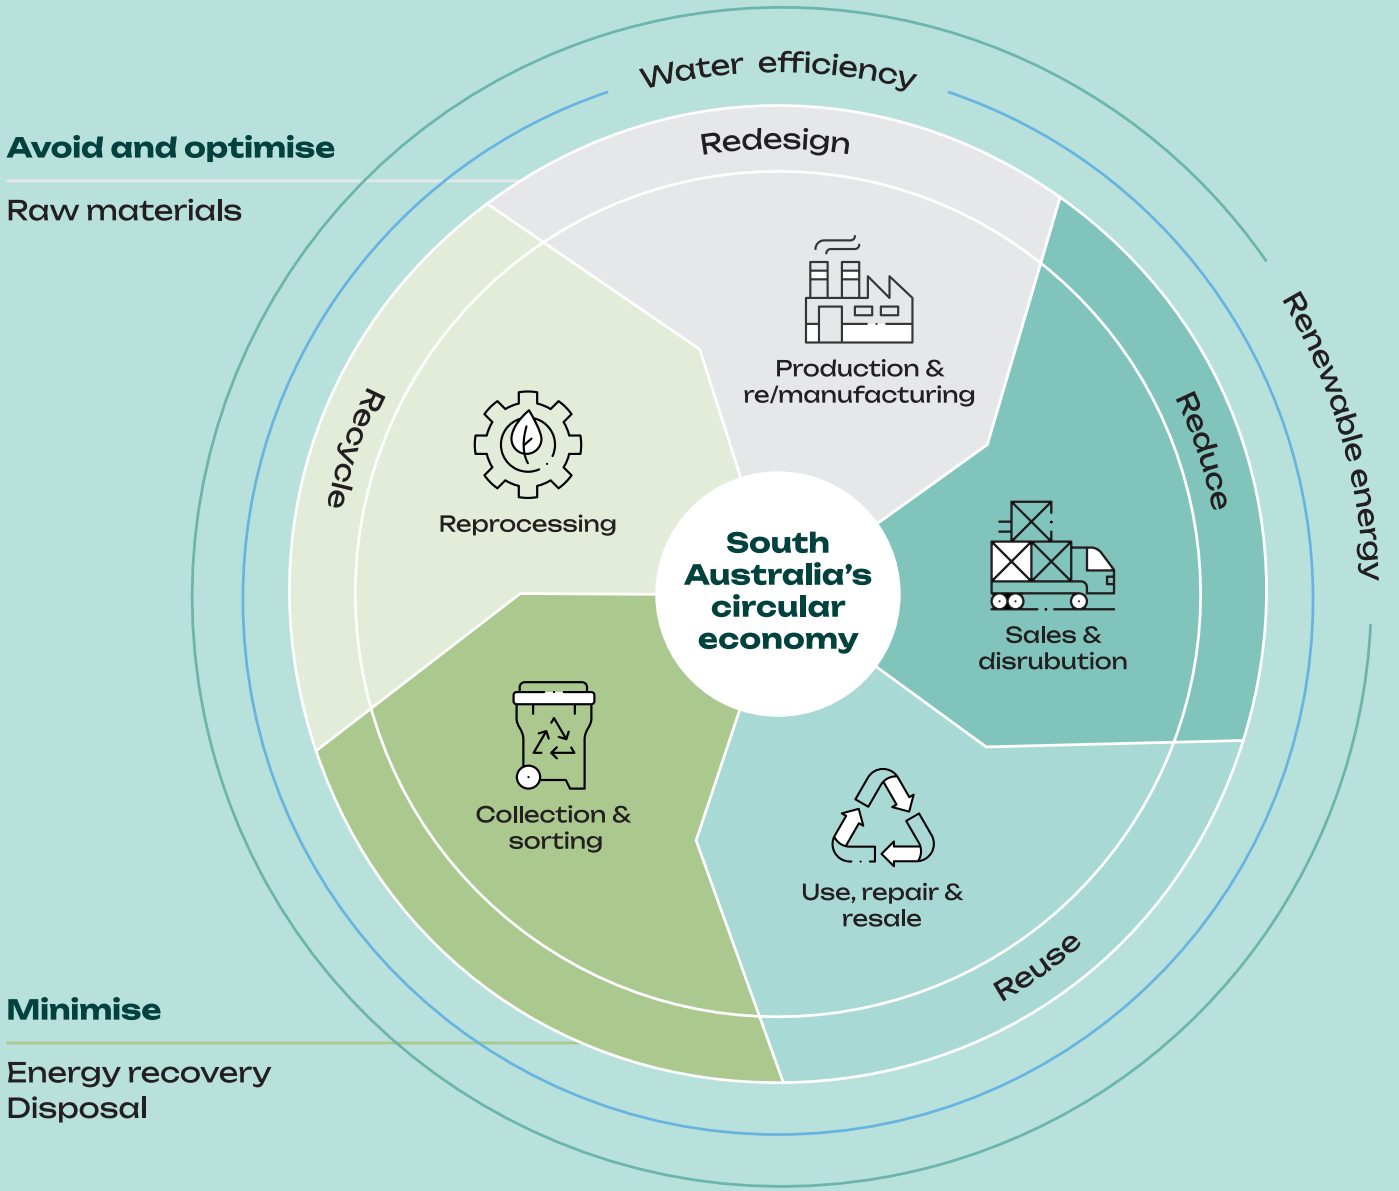 Water efficiency
Renewable energy
Avoid and optimise
Raw materials
Redesign
Production &
re/manufacturing
Reduce
Sales &
disrubution
Reuse
Use, repair &
resale
Collection &
sorting
Recycle
Reprocessing
South
Australia’s
circular
economy
Minimise
Energy recovery
Disposal